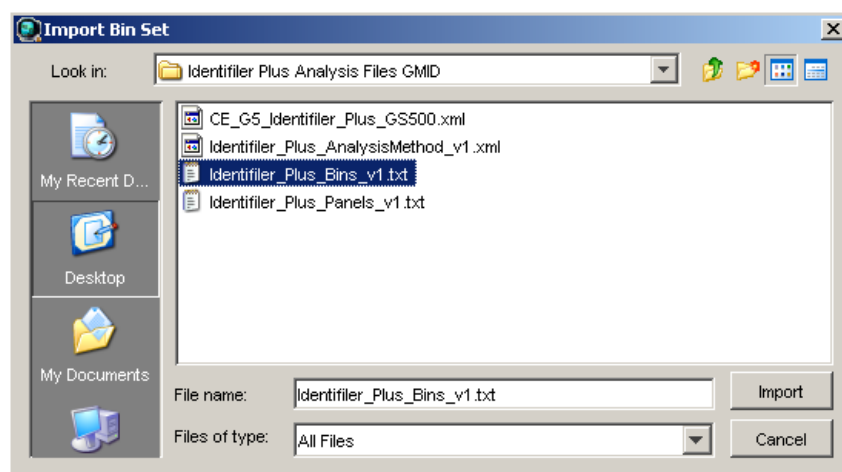 Import Bin Set
Look in:
Identifiler Plus Analysis Files GMID
My Recent D...
Desktop
My Documents
CE_G5_Identifiler_Plus_GS500.xml
Identifiler_Plus_AnalysisMethod_v1.xml
Identifiler_Plus_Bins_v1.txt
Identifiler_Plus_Panels_v1.txt
File name:
Identifiler_Plus_Bins_v1.txt
Import
Files of type:
All Files
Cancel